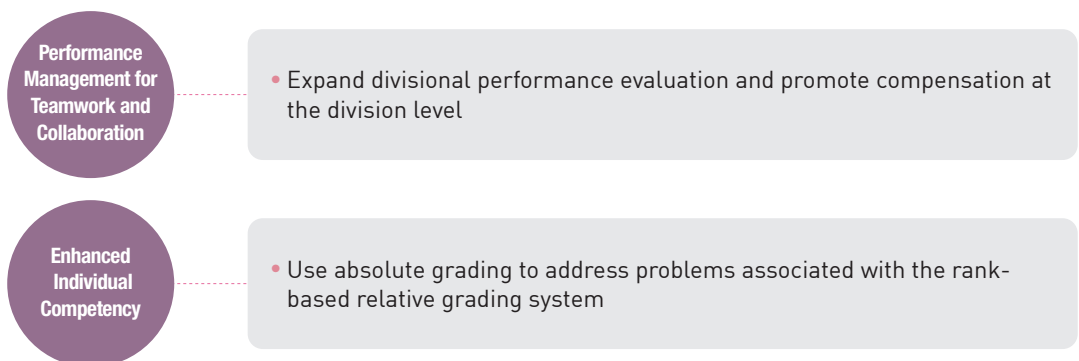 Performance
Management for
Teamwork and
Collaboration
• Expand divisional performance evaluation and promote compensation at
the division level
Enhanced
Individual
Competency
• Use absolute grading to address problems associated with the rank-
based relative grading system